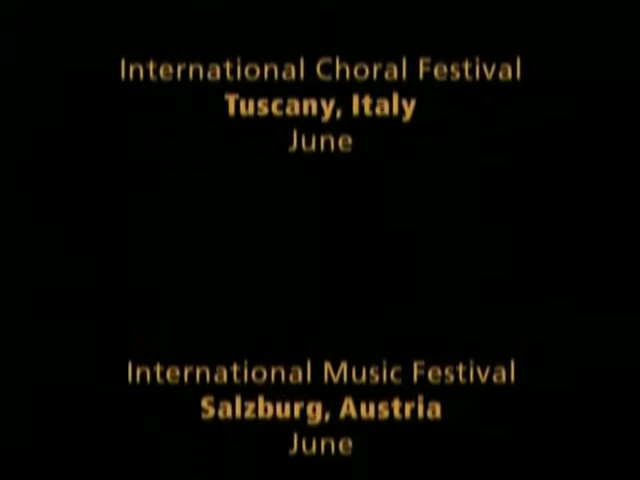 International Choral Festival
Tuscany, Italy
June
International Music Festival
Salzburg, Austria
June